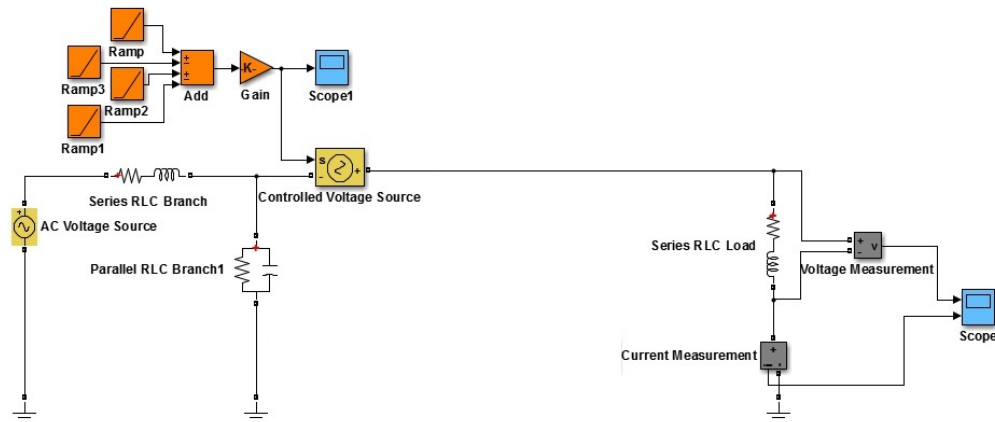 Ramp
Ramp3
Ramp2
Ramp1
+
-
+
-
Add
-K-
Gain
Scope1
s
-
+
Controlled Voltage Source
+
Series RLC Branch
+
AC Voltage Source
+
Parallel RLC Branch1
+
Series RLC Load
+
-
v
Voltage Measurement
Scope
+
-
i
Current Measurement